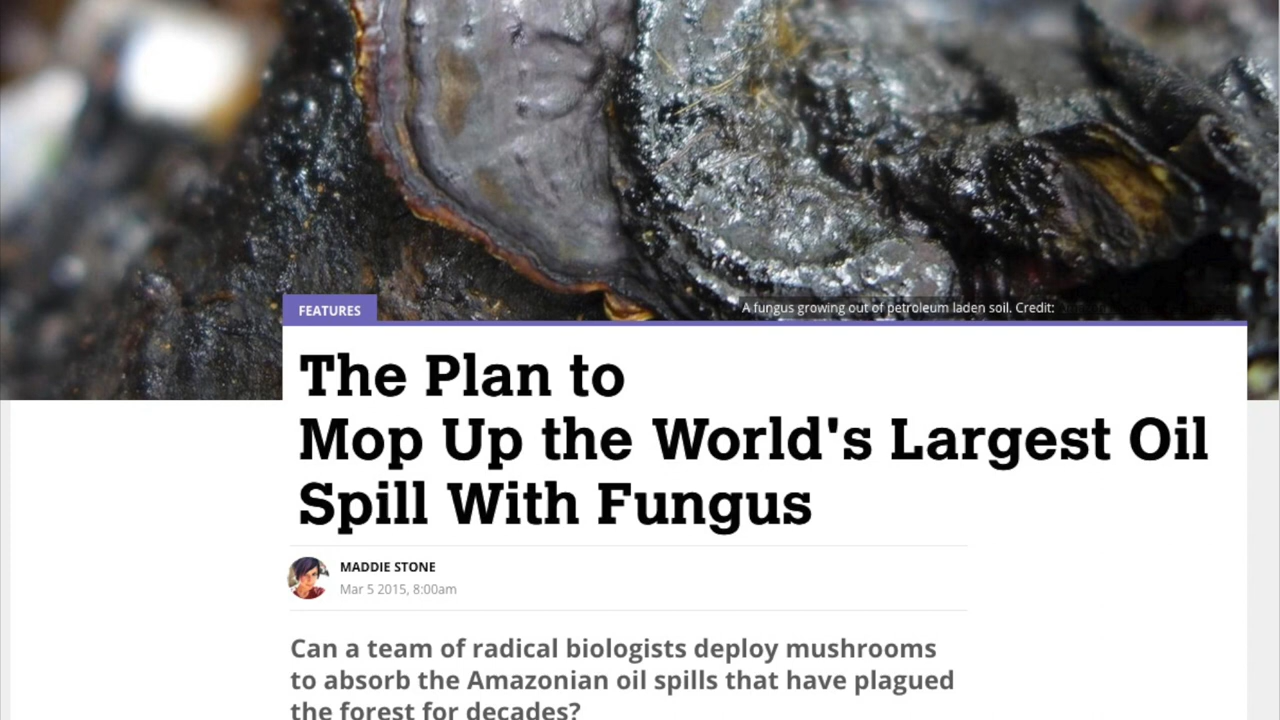 FEATURES
A fungus growing out of petroleum laden soil. Credit:
The Plan to
Mop Up the World's Largest Oil
Spill With Fungus
MADDIE STONE
Mar 5 2015, 8:00am
Can a team of radical biologists deploy mushrooms
to absorb the Amazonian oil spills that have plagued
the forest for decades?